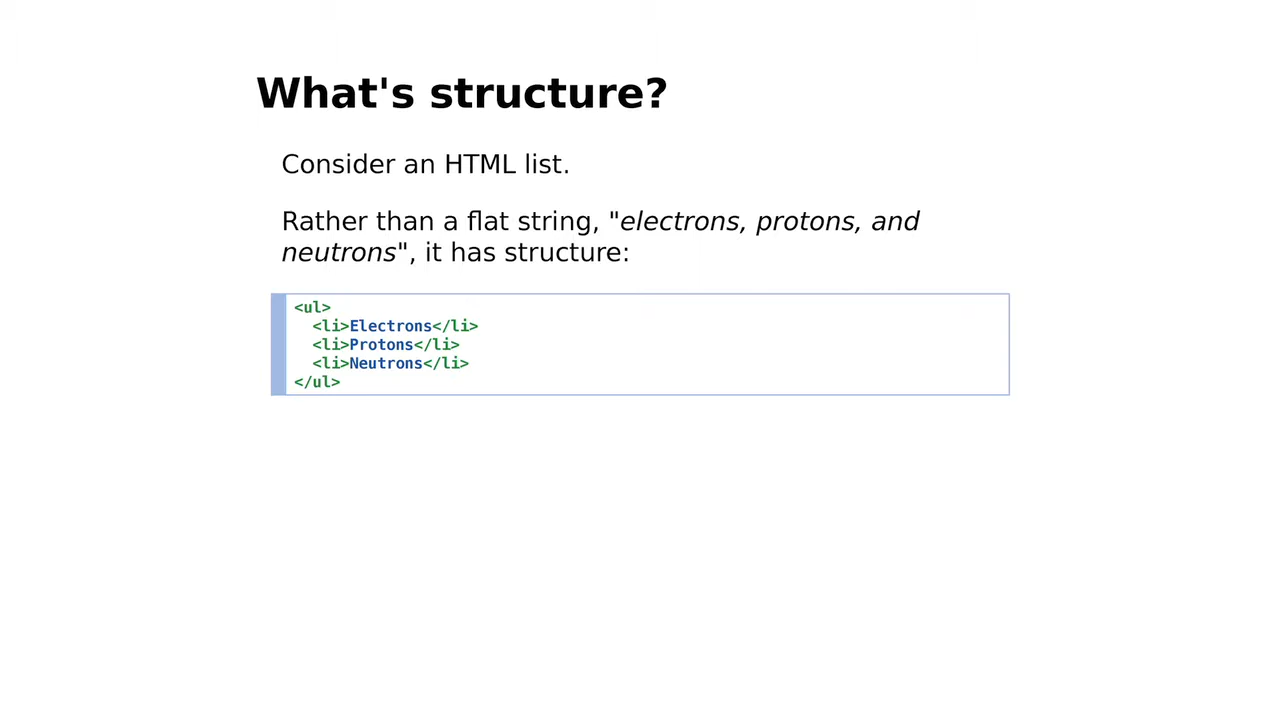 What's structure?
Consider an HTML list.
Rather than a flat string, "electrons, protons, and
neutrons", it has structure:
<ul>
  <li>Electrons</li>
  <li>Protons</li>
  <li>Neutrons</li>
</ul>